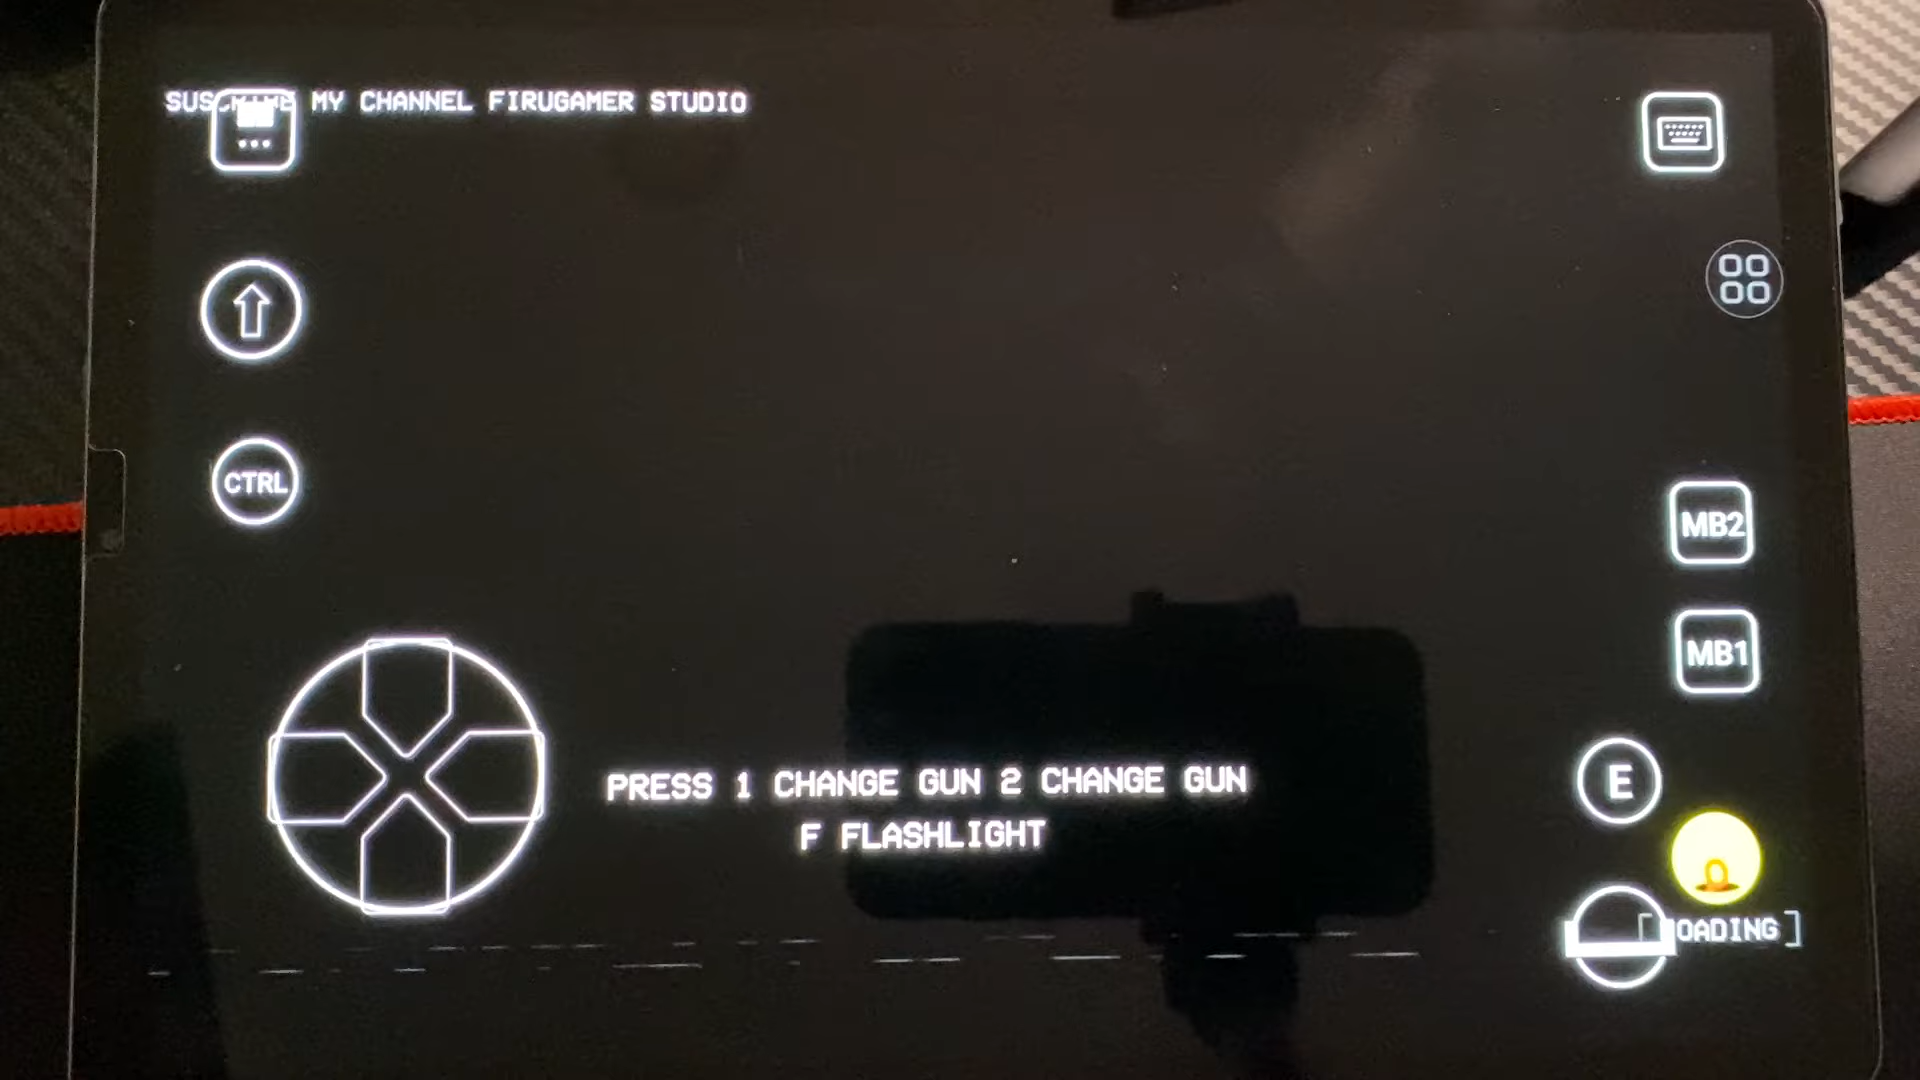 MY CHANNEL FIRUGAMER STUDIO
CTRL
MB2
MB1
E
PRESS 1 CHANGE GUN 2 CHANGE GUN
F FLASHLIGHT
OADING]